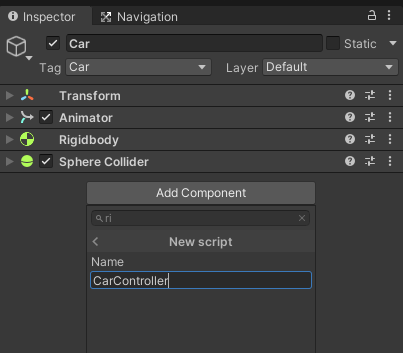 Inspector Navigation
Car Static
Tag Car Layer Default
Transform
Animator
Rigidbody
Sphere Collider
Add Component
ri
New script
Name
CarController